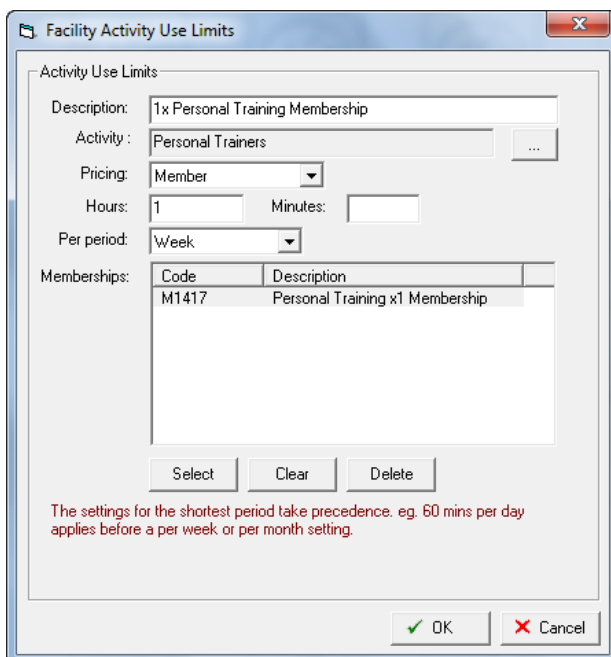 Facility Activity Use Limits
X
Activity Use Limits
Description: 1x Personal Training Membership
Activity : Personal Trainers ...
Pricing: Member
Hours: 1 Minutes:
Per period: Week
Memberships: Code Description
M1417 Personal Training x1 Membership
Select Clear Delete
The settings for the shortest period take precedence. eg. 60 mins per day
applies before a per week or per month setting.
OK Cancel